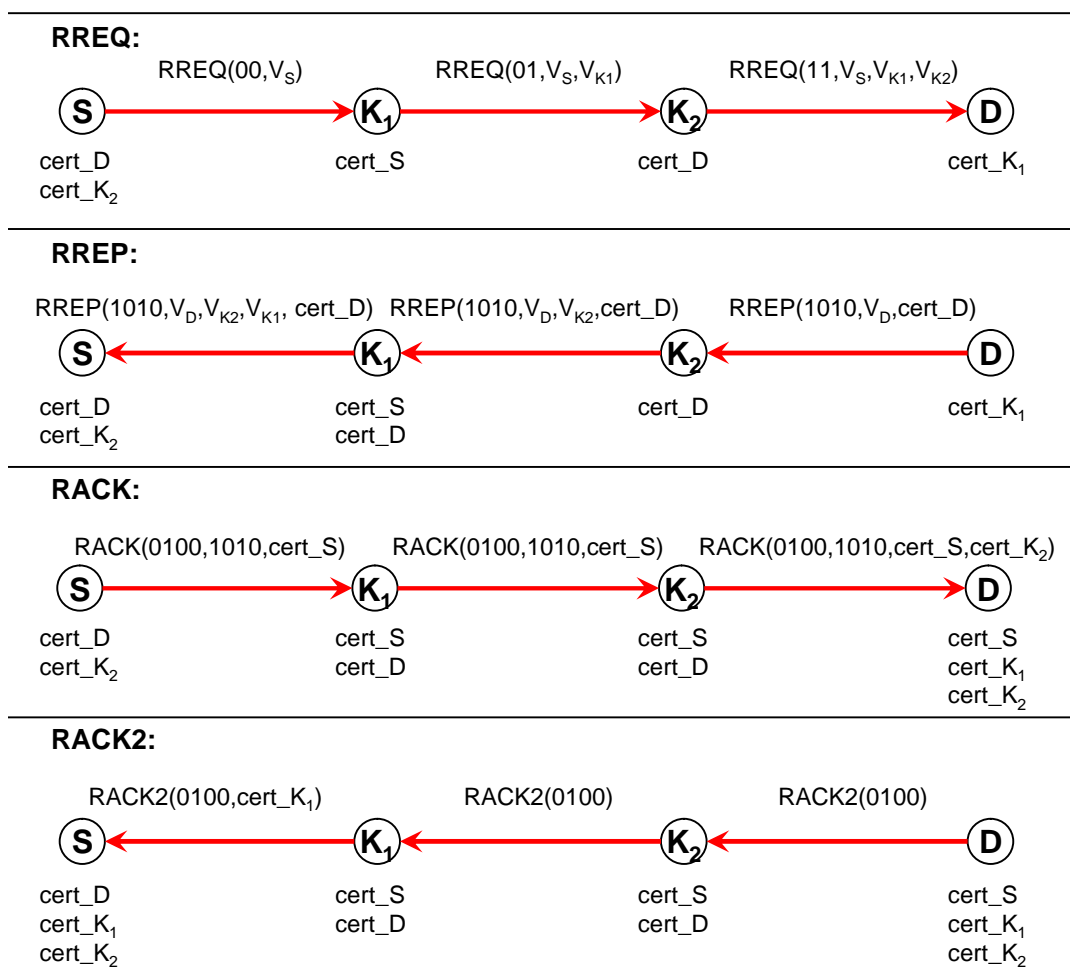 RREQ:
RREQ(00,V_S) RREQ(01,V_S,V_K1) RREQ(11,V_S,V_K1,V_K2)
S K₁ K₂ D
cert_D cert_S cert_D cert_K₁
cert_K₂
RREP:
RREP(1010,V_D,V_K2,V_K1, cert_D) RREP(1010,V_D,V_K2,cert_D) RREP(1010,V_D,cert_D)
S K₁ K₂ D
cert_D cert_S cert_D cert_K₁
cert_K₂ cert_D
RACK:
RACK(0100,1010,cert_S) RACK(0100,1010,cert_S) RACK(0100,1010,cert_S,cert_K₂)
S K₁ K₂ D
cert_D cert_S cert_S cert_S
cert_K₂ cert_D cert_D cert_K₁
cert_K₂
RACK2:
RACK2(0100,cert_K₁) RACK2(0100) RACK2(0100)
S K₁ K₂ D
cert_D cert_S cert_S cert_S
cert_K₁ cert_D cert_D cert_K₁
cert_K₂ cert_K₂